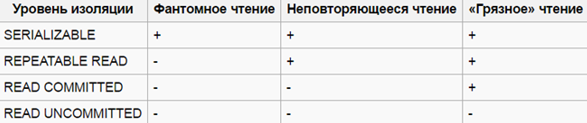 Уровень изоляции Фантомное чтение Неповторяющееся чтение «Грязное» чтение
SERIALIZABLE + + +
REPEATABLE READ - + +
READ COMMITTED - - +
READ UNCOMMITTED - - -